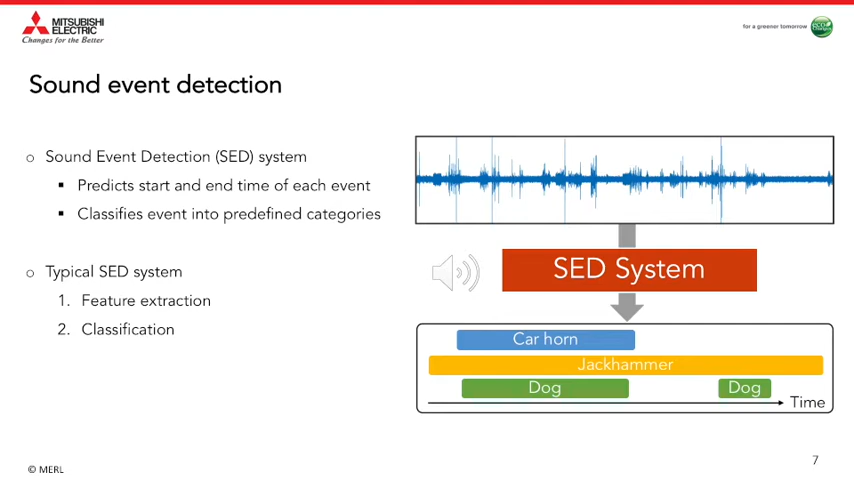 MITSUBISHI
ELECTRIC
Changes for the Better
for a greener tomorrow
Sound event detection
o Sound Event Detection (SED) system
▪ Predicts start and end time of each event
▪ Classifies event into predefined categories
o Typical SED system
1. Feature extraction
2. Classification
SED System
Car horn
Jackhammer
Dog Dog
Time
© MERL
7